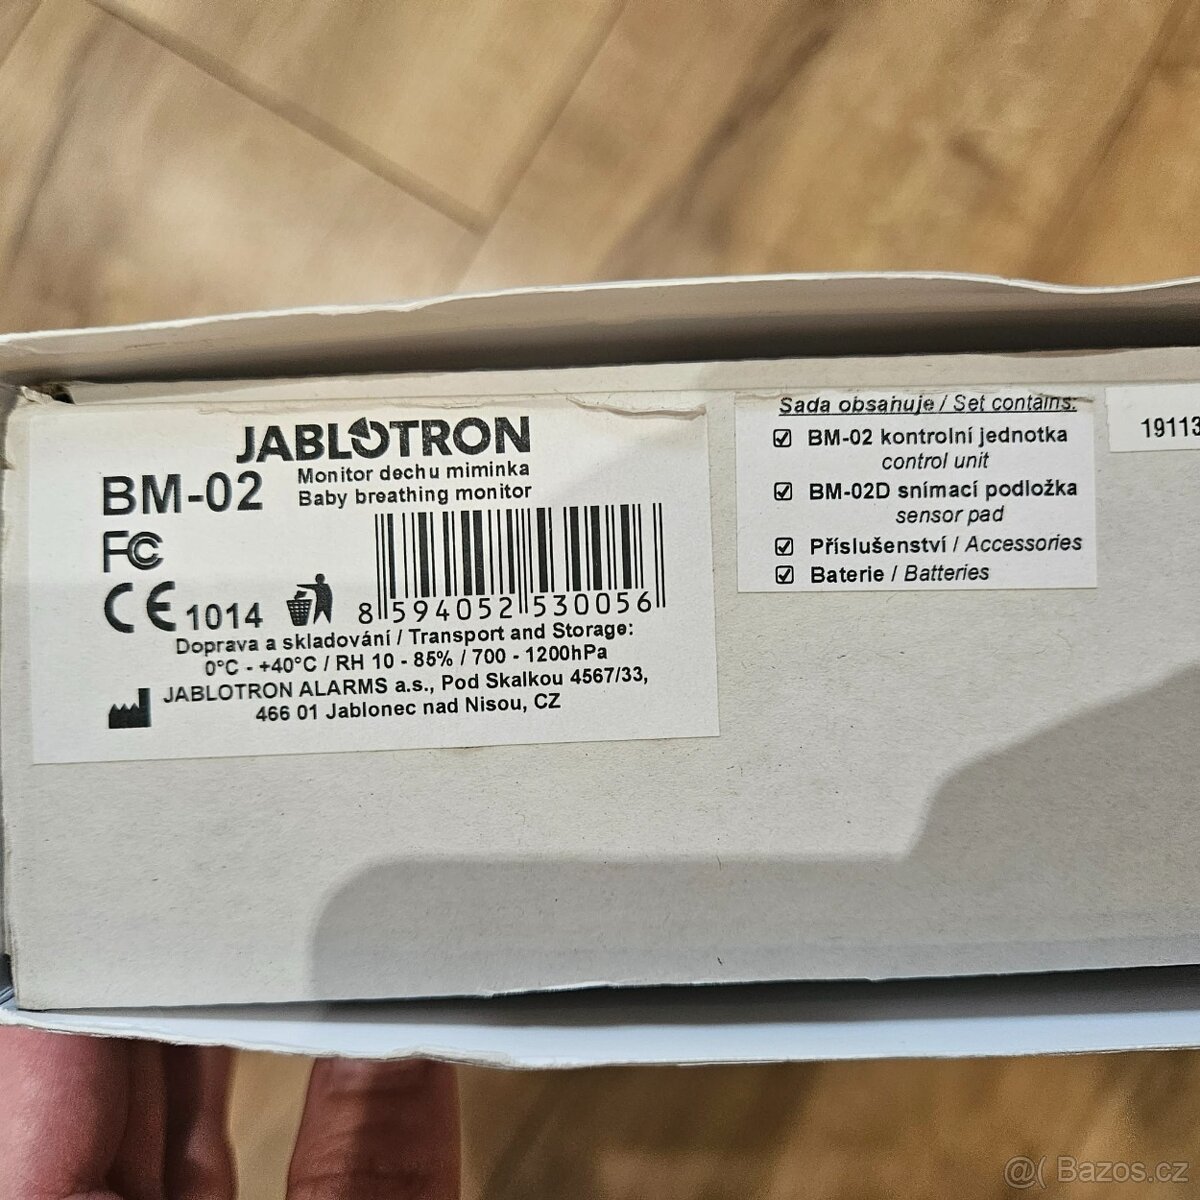 JABLOTRON
BM-02
Monitor dechu miminka
Baby breathing monitor
FC
CE 1014
8 594052 530056
Doprava a skladování / Transport and Storage:
0°C - +40°C / RH 10 - 85% / 700 - 1200hPa
JABLOTRON ALARMS a.s., Pod Skalkou 4567/33,
466 01 Jablonec nad Nisou, CZ
Sada obsahuje / Set contains:
☑ BM-02 kontrolní jednotka
control unit
☑ BM-02D snímací podložka
sensor pad
☑ Příslušenství / Accessories
☑ Baterie / Batteries
19113
@( Bazos.cz